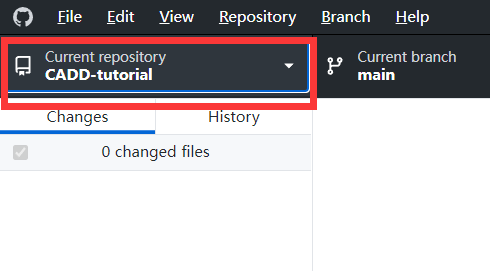 File Edit View Repository Branch Help
Current repository
CADD-tutorial
Current branch
main
Changes History
0 changed files